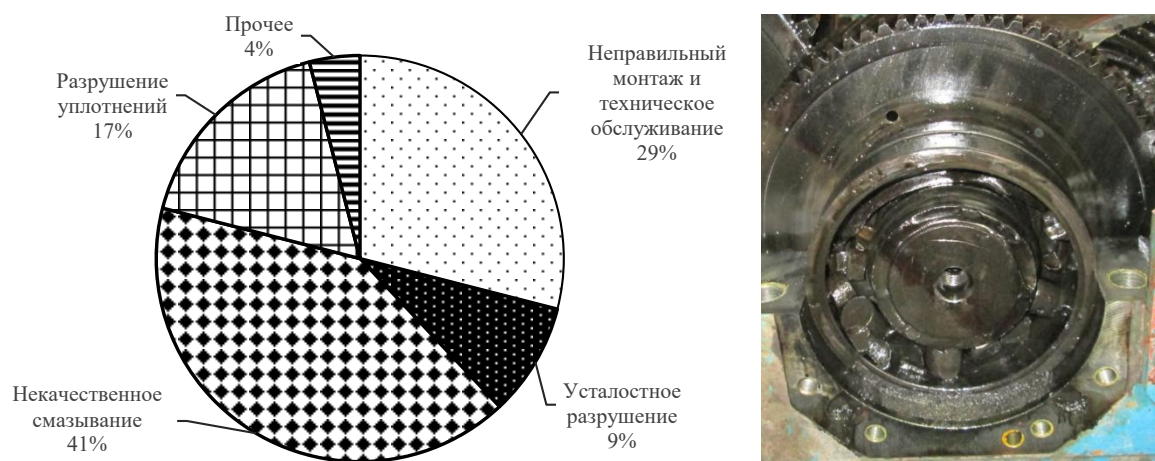 Прочее
4%
Разрушение
уплотнений
17%
Неправильный
монтаж и
техническое
обслуживание
29%
Некачественное
смазывание
41%
Усталостное
разрушение
9%